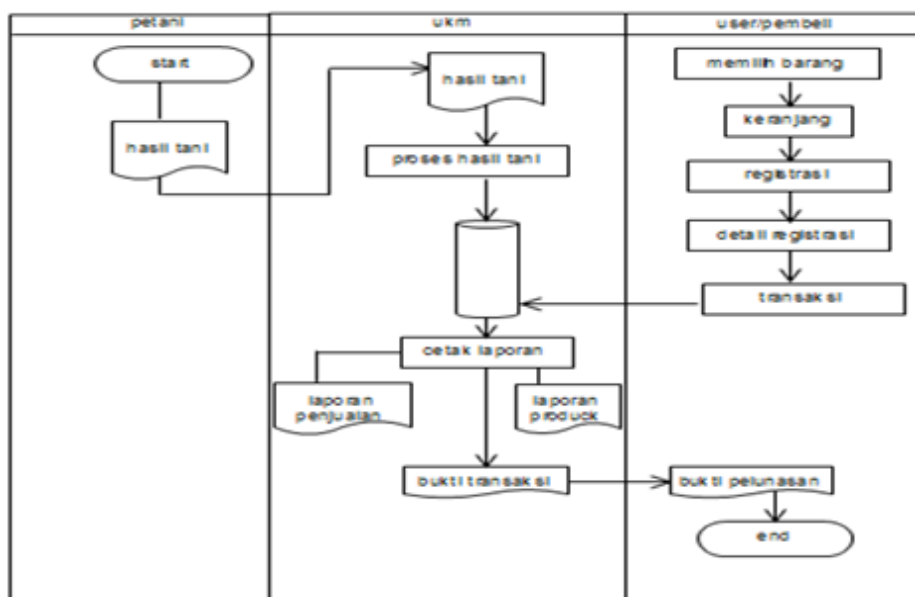 petani
ukm
user/pembeli
start
hasil tani
hasil tani
proses hasil tani
cetak laporan
laporan
penjualan
laporan
product
bukti transaksi
memilih barang
keranjang
registrasi
detail registrasi
transaksi
bukti pelunasan
end